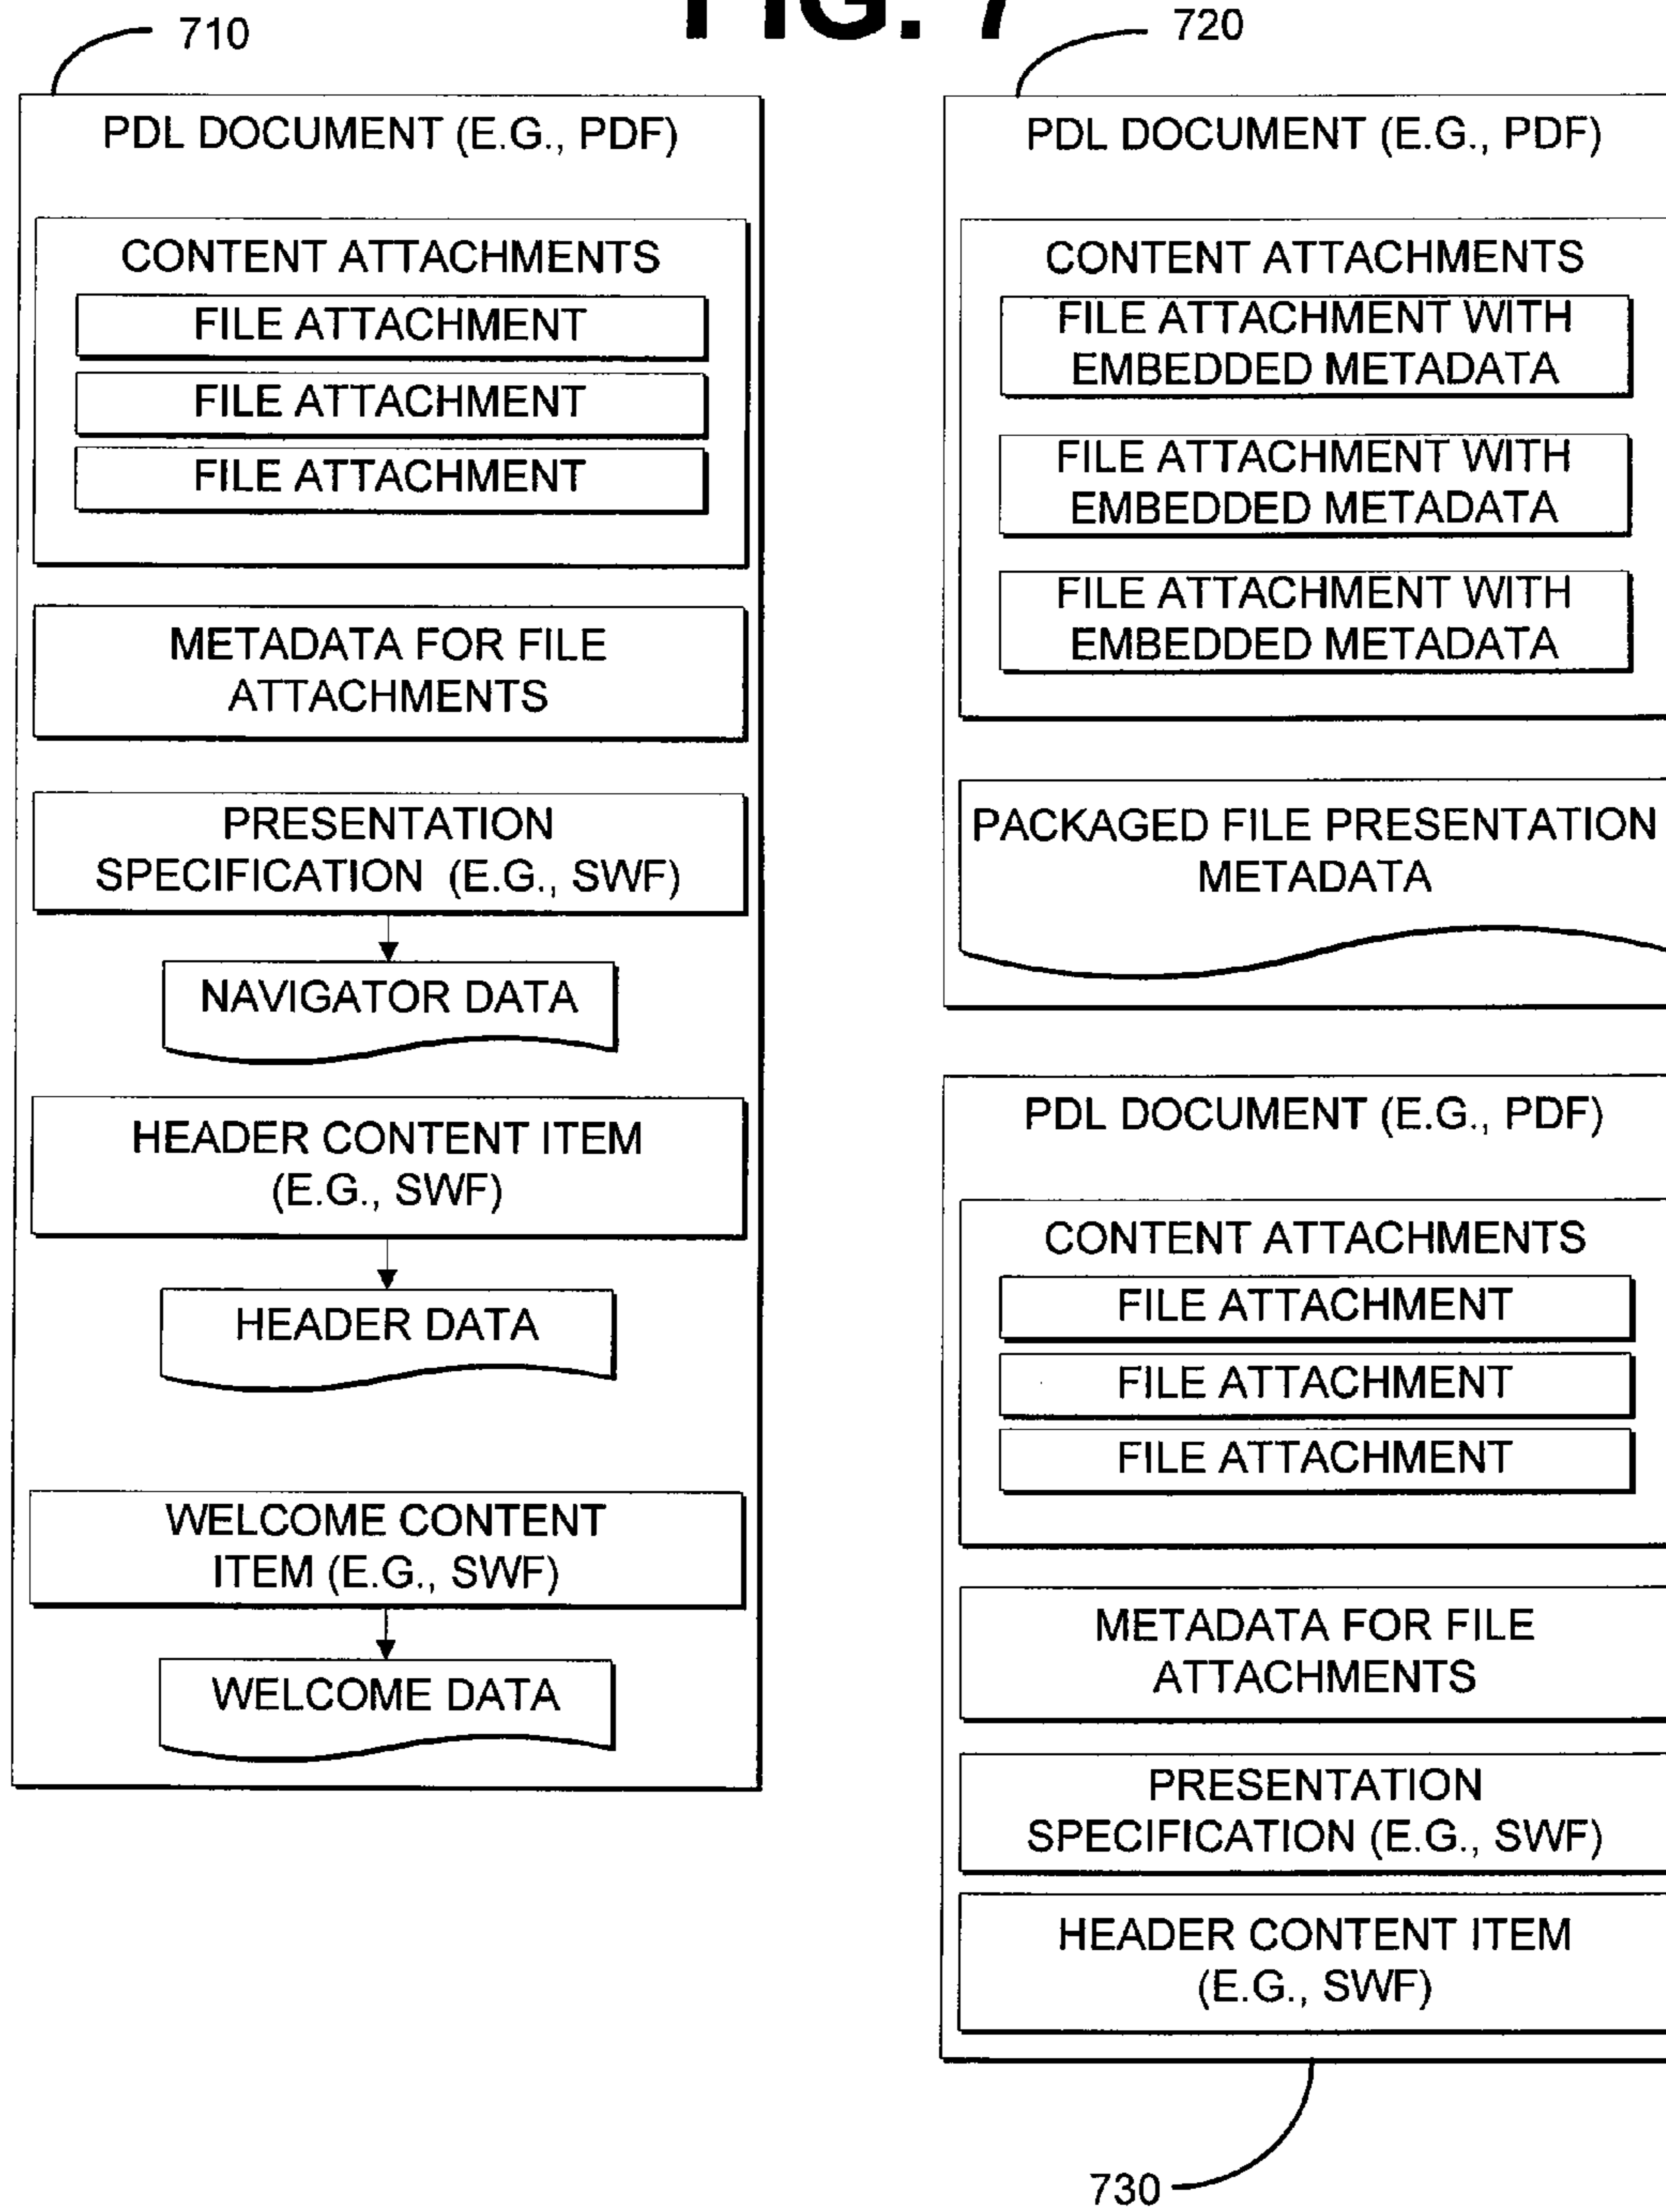 FIG. 7
710
PDL DOCUMENT (E.G., PDF)
CONTENT ATTACHMENTS
FILE ATTACHMENT
FILE ATTACHMENT
FILE ATTACHMENT
METADATA FOR FILE
ATTACHMENTS
PRESENTATION
SPECIFICATION (E.G., SWF)
NAVIGATOR DATA
HEADER CONTENT ITEM
(E.G., SWF)
HEADER DATA
WELCOME CONTENT
ITEM (E.G., SWF)
WELCOME DATA
720
PDL DOCUMENT (E.G., PDF)
CONTENT ATTACHMENTS
FILE ATTACHMENT WITH
EMBEDDED METADATA
FILE ATTACHMENT WITH
EMBEDDED METADATA
FILE ATTACHMENT WITH
EMBEDDED METADATA
PACKAGED FILE PRESENTATION
METADATA
PDL DOCUMENT (E.G., PDF)
CONTENT ATTACHMENTS
FILE ATTACHMENT
FILE ATTACHMENT
FILE ATTACHMENT
METADATA FOR FILE
ATTACHMENTS
PRESENTATION
SPECIFICATION (E.G., SWF)
HEADER CONTENT ITEM
(E.G., SWF)
730